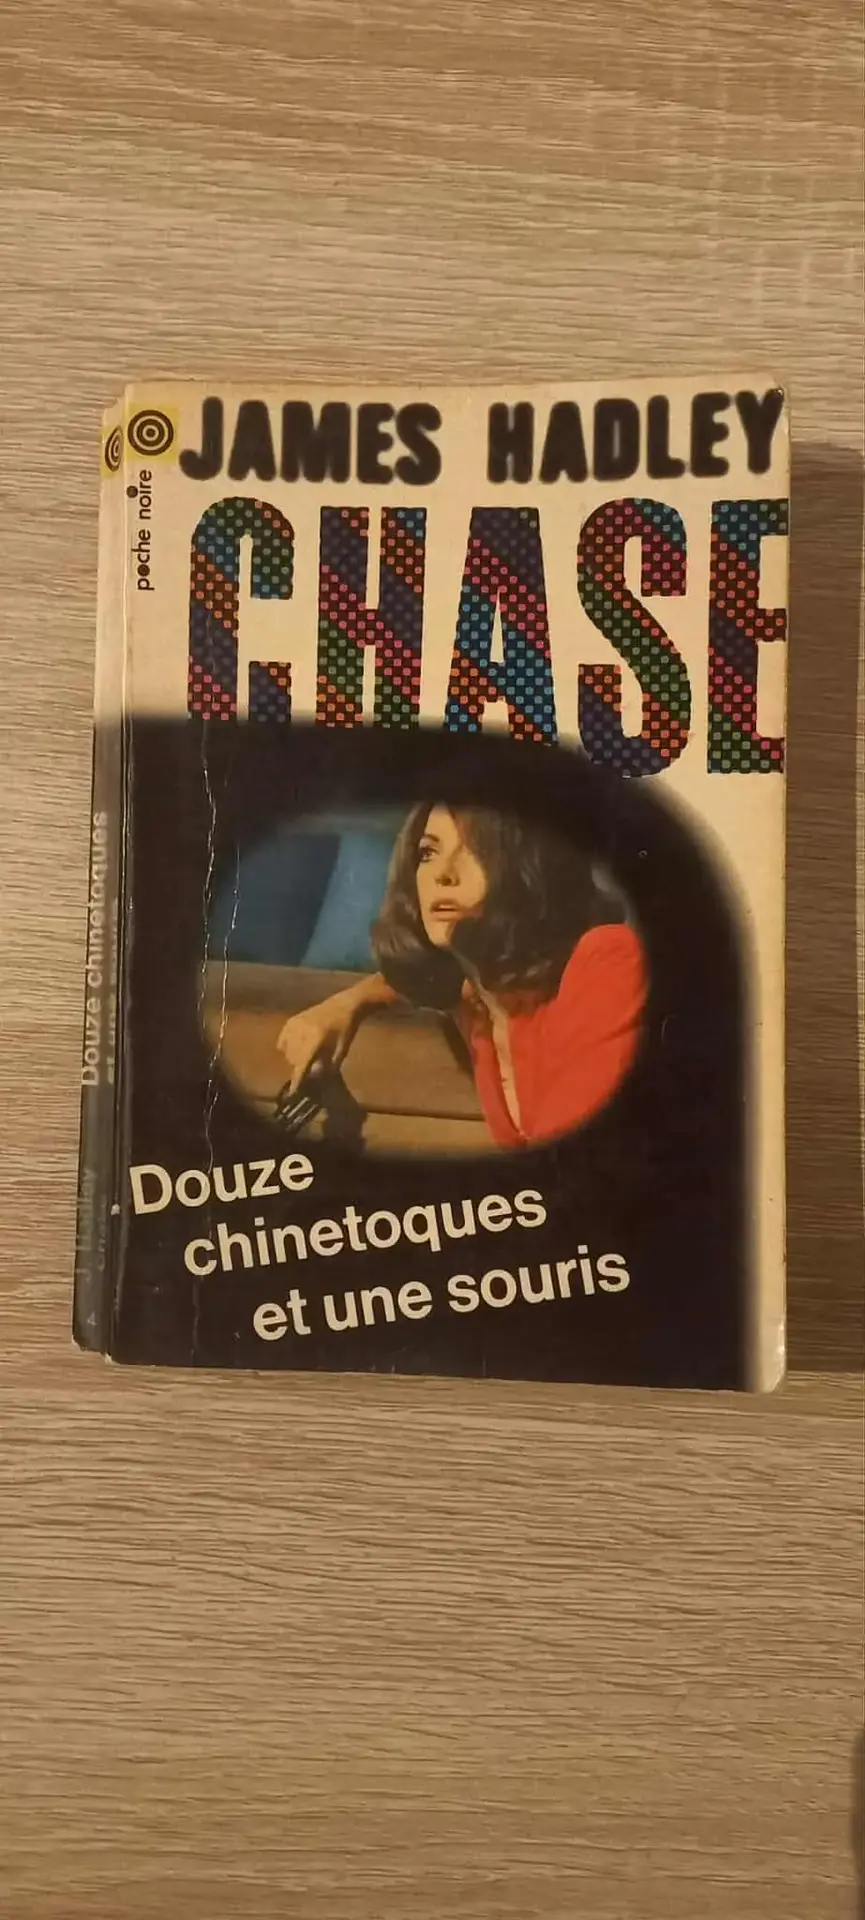 JAMES HADLEY
CHASE
poche noire
Douze
chinetoques
et une souris
Douze chinetoques